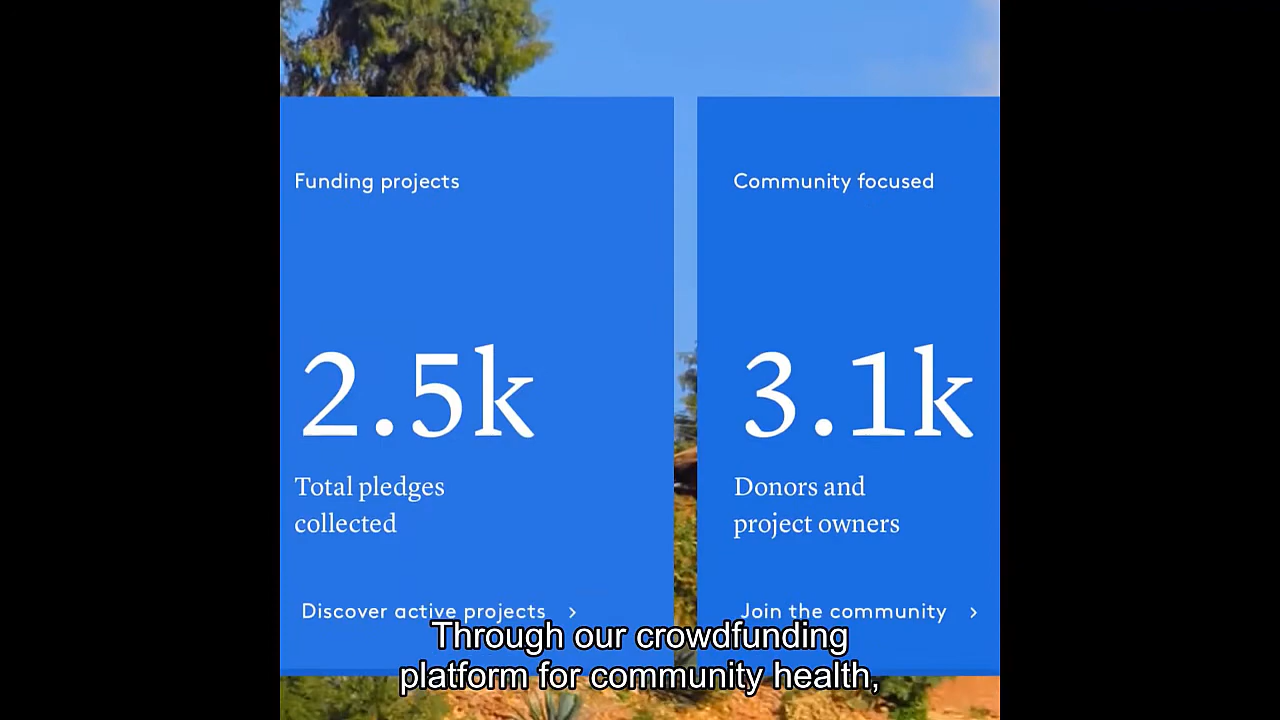 Funding projects
Community focused
2.5k
3.1k
Total pledges
collected
Donors and
project owners
Discover active projects
Join the community
Through our crowdfunding
platform for community health,